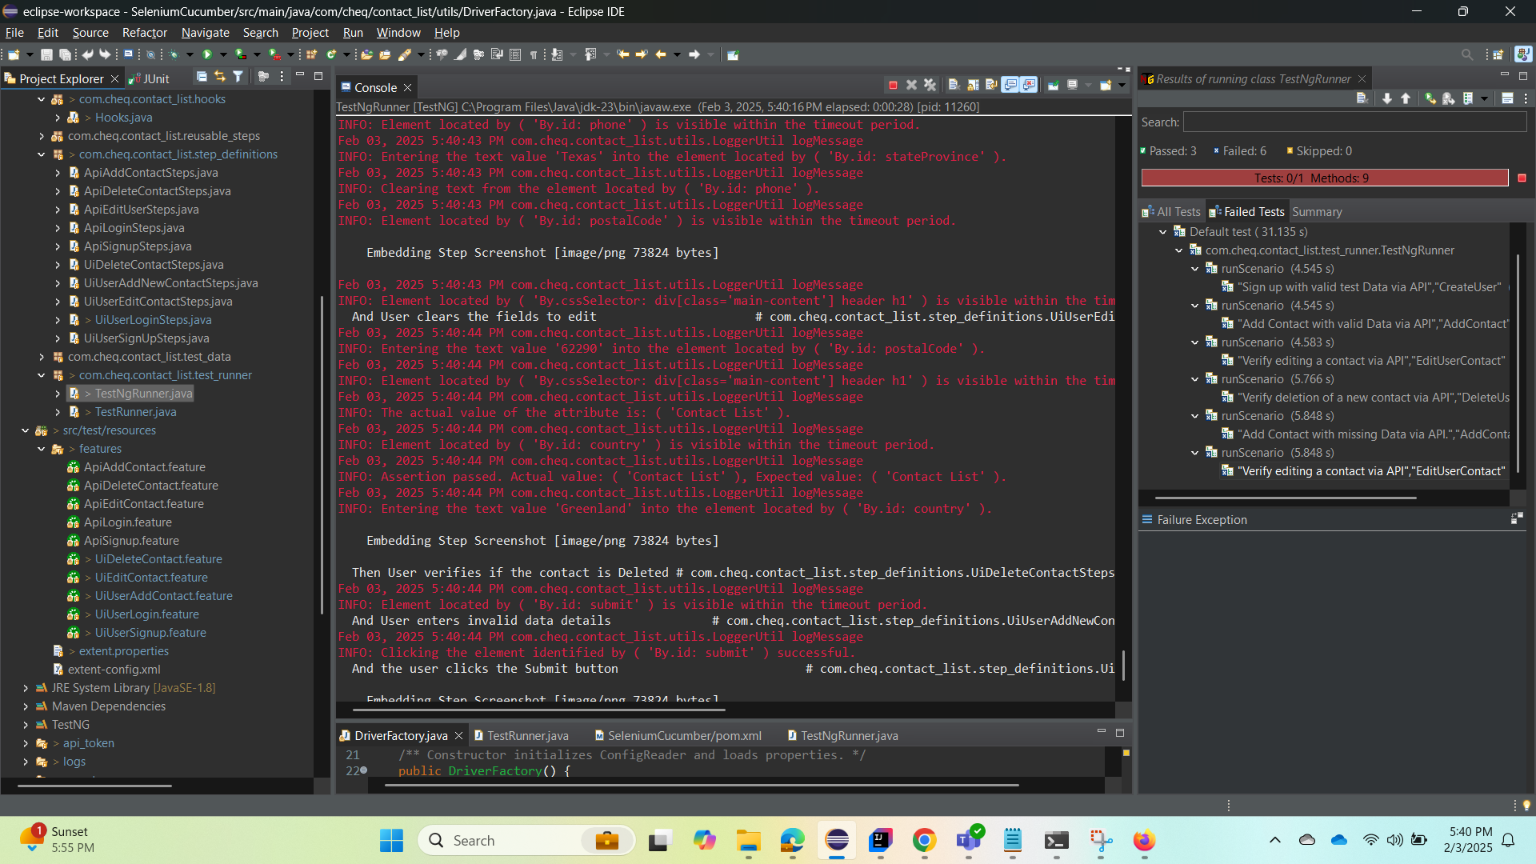 eclipse-workspace - SeleniumCucumber/src/main/java/com/cheq/contact_list/utils/DriverFactory.java - Eclipse IDE
File Edit Source Refactor Navigate Search Project Run Window Help
Project Explorer
JUnit
com.cheq.contact_list.hooks
> Hooks.java
com.cheq.contact_list.reusable_steps
> com.cheq.contact_list.step_definitions
ApiAddContactSteps.java
ApiDeleteContactSteps.java
ApiEditUserSteps.java
ApiLoginSteps.java
ApiSignupSteps.java
UiDeleteContactSteps.java
UiUserAddNewContactSteps.java
UiUserEditContactSteps.java
> UiUserLoginSteps.java
UiUserSignUpSteps.java
com.cheq.contact_list.test_data
> com.cheq.contact_list.test_runner
> TestNgRunner.java
> TestRunner.java
> src/test/resources
> features
ApiAddContact.feature
ApiDeleteContact.feature
ApiEditContact.feature
ApiLogin.feature
ApiSignup.feature
> UiDeleteContact.feature
> UiEditContact.feature
> UiUserAddContact.feature
> UiUserLogin.feature
> UiUserSignup.feature
> extent.properties
extent-config.xml
JRE System Library [JavaSE-1.8]
Maven Dependencies
TestNG
> api_token
> logs
Console
TestNgRunner [TestNG] C:\Program Files\Java\jdk-23\bin\javaw.exe (Feb 3, 2025, 5:40:16 PM elapsed: 0:00:28) [pid: 11260]
INFO: Element located by ( 'By.id: phone' ) is visible within the timeout period.
Feb 03, 2025 5:40:43 PM com.cheq.contact_list.utils.LoggerUtil logMessage
INFO: Entering the text value 'Texas' into the element located by ( 'By.id: stateProvince' ).
Feb 03, 2025 5:40:43 PM com.cheq.contact_list.utils.LoggerUtil logMessage
INFO: Clearing text from the element located by ( 'By.id: phone' ).
Feb 03, 2025 5:40:43 PM com.cheq.contact_list.utils.LoggerUtil logMessage
INFO: Element located by ( 'By.id: postalCode' ) is visible within the timeout period.
Embedding Step Screenshot [image/png 73824 bytes]
Feb 03, 2025 5:40:43 PM com.cheq.contact_list.utils.LoggerUtil logMessage
INFO: Element located by ( 'By.cssSelector: div[class='main-content'] header h1' ) is visible within the tim
And User clears the fields to edit # com.cheq.contact_list.step_definitions.UiUserEdi
Feb 03, 2025 5:40:44 PM com.cheq.contact_list.utils.LoggerUtil logMessage
INFO: Entering the text value '62290' into the element located by ( 'By.id: postalCode' ).
Feb 03, 2025 5:40:44 PM com.cheq.contact_list.utils.LoggerUtil logMessage
INFO: Element located by ( 'By.cssSelector: div[class='main-content'] header h1' ) is visible within the tim
Feb 03, 2025 5:40:44 PM com.cheq.contact_list.utils.LoggerUtil logMessage
INFO: The actual value of the attribute is: ( 'Contact List' ).
Feb 03, 2025 5:40:44 PM com.cheq.contact_list.utils.LoggerUtil logMessage
INFO: Element located by ( 'By.id: country' ) is visible within the timeout period.
Feb 03, 2025 5:40:44 PM com.cheq.contact_list.utils.LoggerUtil logMessage
INFO: Assertion passed. Actual value: ( 'Contact List' ), Expected value: ( 'Contact List' ).
Feb 03, 2025 5:40:44 PM com.cheq.contact_list.utils.LoggerUtil logMessage
INFO: Entering the text value 'Greenland' into the element located by ( 'By.id: country' ).
Embedding Step Screenshot [image/png 73824 bytes]
Then User verifies if the contact is Deleted # com.cheq.contact_list.step_definitions.UiDeleteContactSteps
Feb 03, 2025 5:40:44 PM com.cheq.contact_list.utils.LoggerUtil logMessage
INFO: Element located by ( 'By.id: submit' ) is visible within the timeout period.
And User enters invalid data details # com.cheq.contact_list.step_definitions.UiUserAddNewCon
Feb 03, 2025 5:40:44 PM com.cheq.contact_list.utils.LoggerUtil logMessage
INFO: Clicking the element identified by ( 'By.id: submit' ) successful.
And the user clicks the Submit button # com.cheq.contact_list.step_definitions.Ui
Embedding Step Screenshot [image/png 73824 bytes]
DriverFactory.java
TestRunner.java
SeleniumCucumber/pom.xml
TestNgRunner.java
21 /** Constructor initializes ConfigReader and loads properties. */
22 public DriverFactory() {
Results of running class TestNgRunner
Search:
Passed: 3 Failed: 6 Skipped: 0
Tests: 0/1 Methods: 9
All Tests Failed Tests Summary
Default test ( 31.135 s)
com.cheq.contact_list.test_runner.TestNgRunner
runScenario (4.545 s)
"Sign up with valid test Data via API","CreateUser" (
runScenario (4.545 s)
"Add Contact with valid Data via API","AddContact"
runScenario (4.583 s)
"Verify editing a contact via API","EditUserContact"
runScenario (5.766 s)
"Verify deletion of a new contact via API","DeleteUs
runScenario (5.848 s)
"Add Contact with missing Data via API.","AddConta
runScenario (5.848 s)
"Verify editing a contact via API","EditUserContact"
Failure Exception
1
Sunset
5:55 PM
Search
5:40 PM
2/3/2025